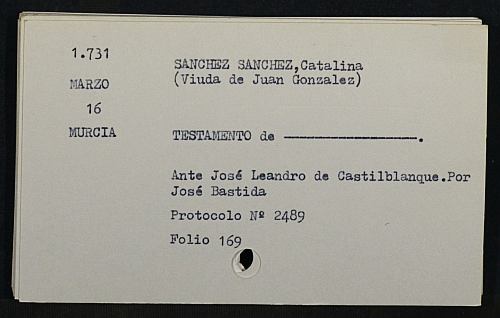 1.731
MARZO
16
MURCIA
SANCHEZ SANCHEZ,Catalina
(Viuda de Juan Gonzalez)
TESTAMENTO de ———————————.
Ante José Leandro de Castilblanque.Por
José Bastida
Protocolo Nº 2489
Folio 169